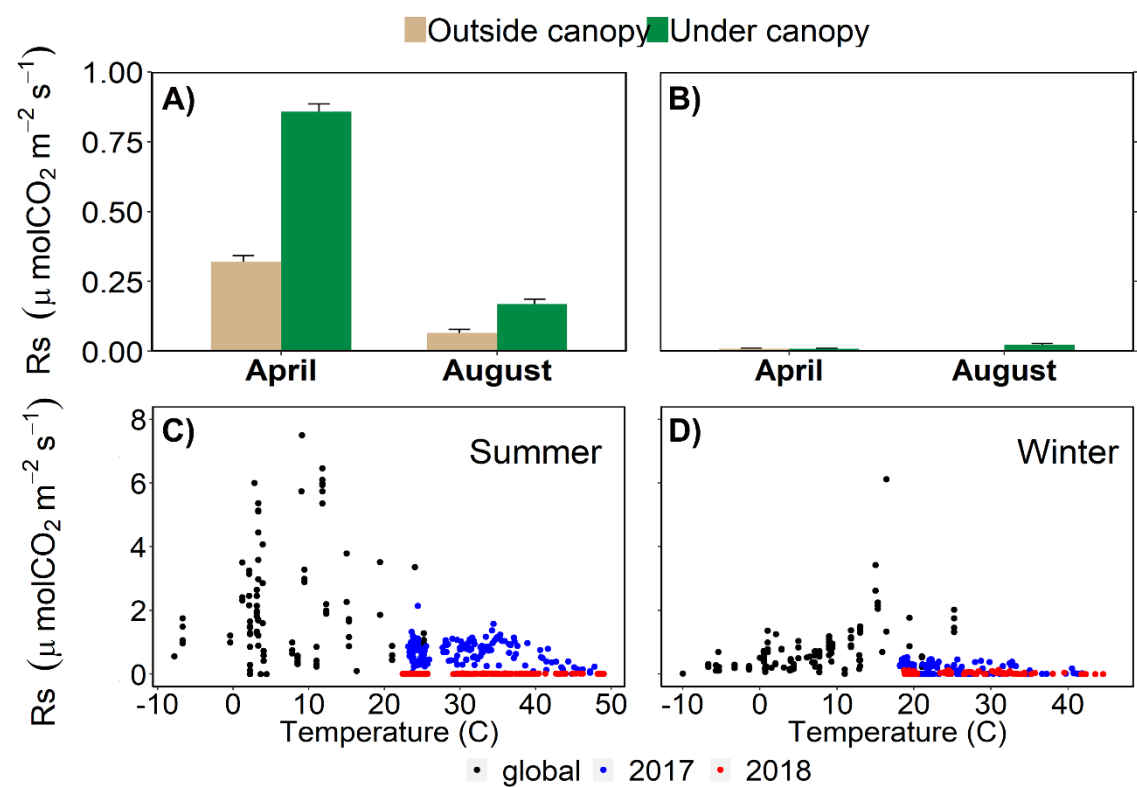 Outside canopy Under canopy
Rs (μ molCO₂ m⁻² s⁻¹)
1.00
0.75
0.50
0.25
0.00
A)
April August
B)
April August
Rs (μ molCO₂ m⁻² s⁻¹)
8
6
4
2
0
C)
Summer
-10 0 10 20 30 40 50
Temperature (C)
D)
Winter
-10 0 10 20 30 40
Temperature (C)
global 2017 2018